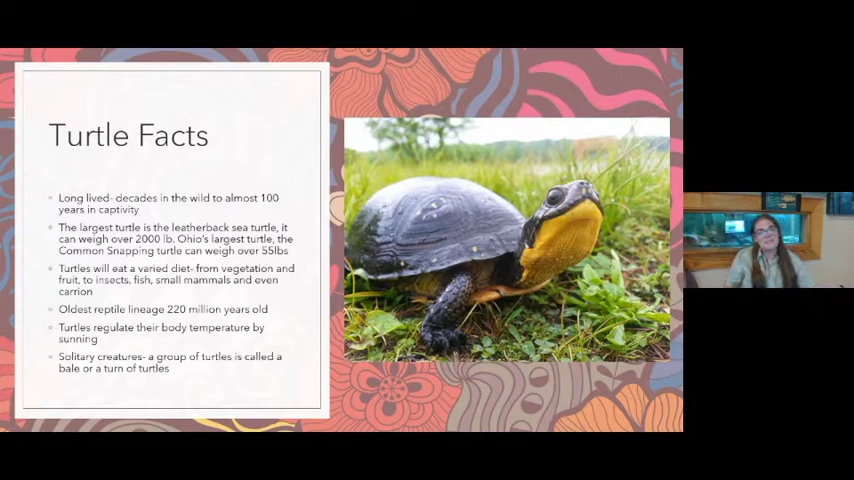 Turtle Facts
Long lived- decades in the wild to almost 100
years in captivity
The largest turtle is the leatherback sea turtle, it
can weigh over 2000 lb. Ohio's largest turtle, the
Common Snapping turtle can weigh over 55lbs
Turtles will eat a varied diet- from vegetation and
fruit, to insects, fish, small mammals and even
carrion
Oldest reptile lineage 220 million years old
Turtles regulate their body temperature by
sunning
Solitary creatures- a group of turtles is called a
bale or a turn of turtles